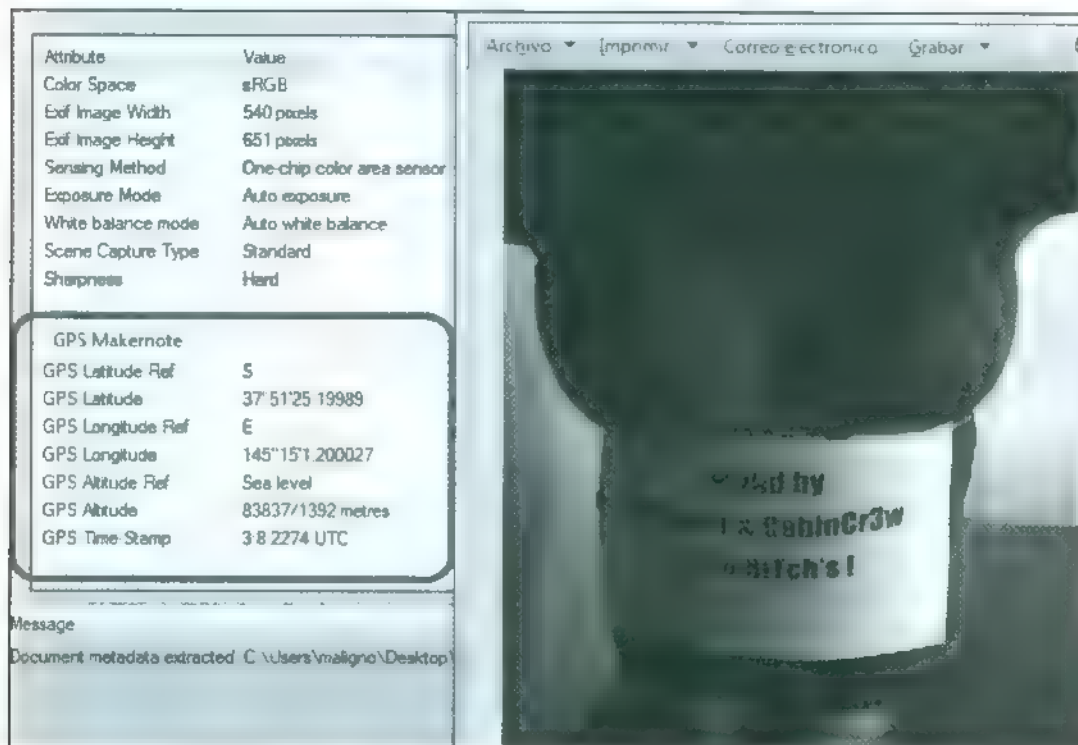 Attribute Value
Color Space sRGB
Exif Image Width 540 pixels
Exif Image Height 651 pixels
Sensing Method One-chip color area sensor
Exposure Mode Auto exposure
White balance mode Auto white balance
Scene Capture Type Standard
Sharpness Hard
GPS Makernote
GPS Latitude Ref S
GPS Latitude 37"51'25.19989
GPS Longitude Ref E
GPS Longitude 145"15'1.200027
GPS Altitude Ref Sea level
GPS Altitude 83837/1392 metres
GPS Time Stamp 3:8:2274 UTC
Message
Document metadata extracted C:\Users\maligno\Desktop\
Archivo Imprimir Correo electrónico Grabar
by
& CabinCr3w
Bitch's!